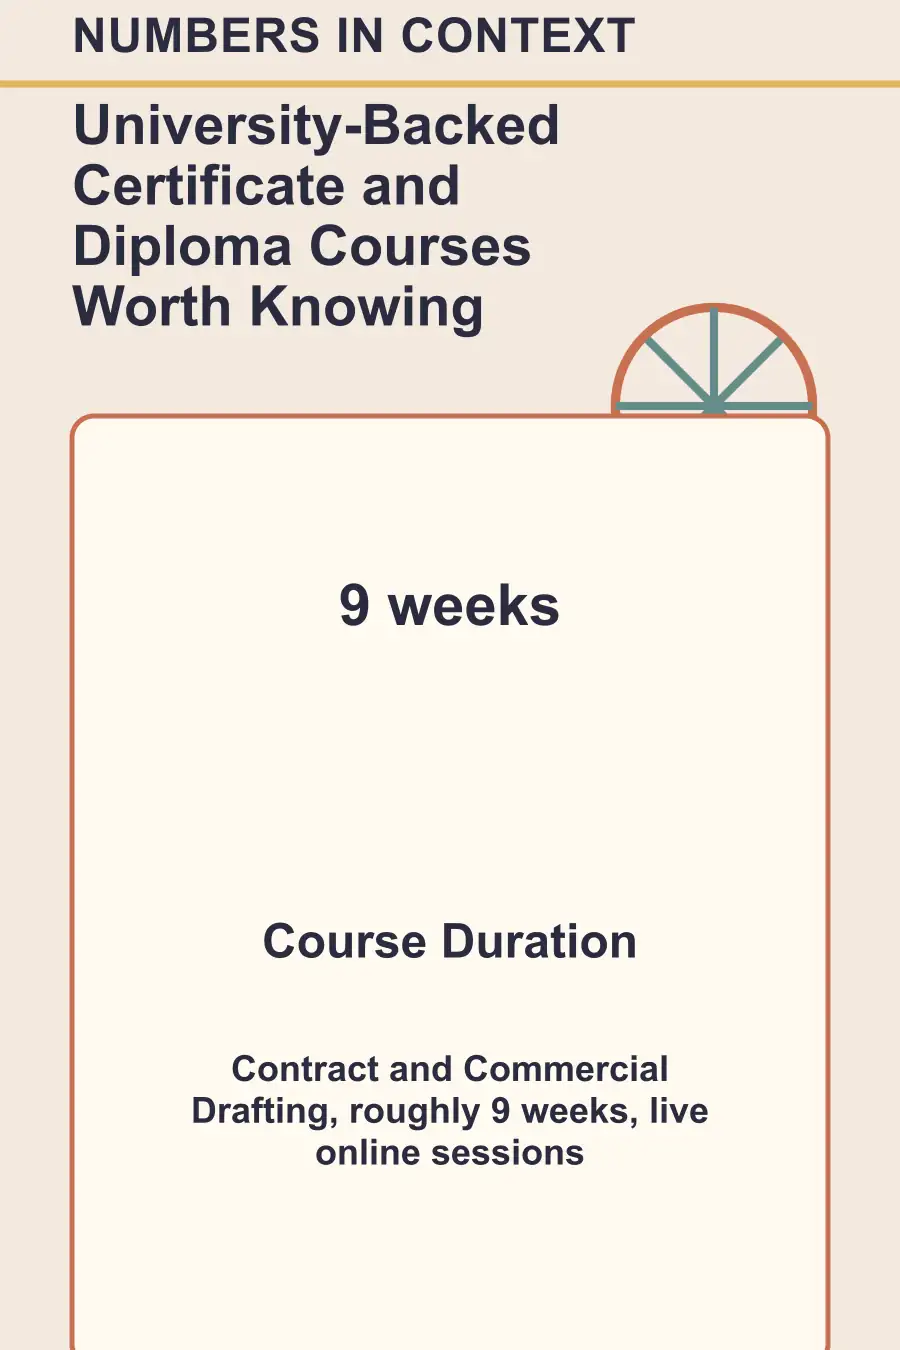 NUMBERS IN CONTEXT
University-Backed
Certificate and
Diploma Courses
Worth Knowing
9 weeks
Course Duration
Contract and Commercial
Drafting, roughly 9 weeks, live
online sessions